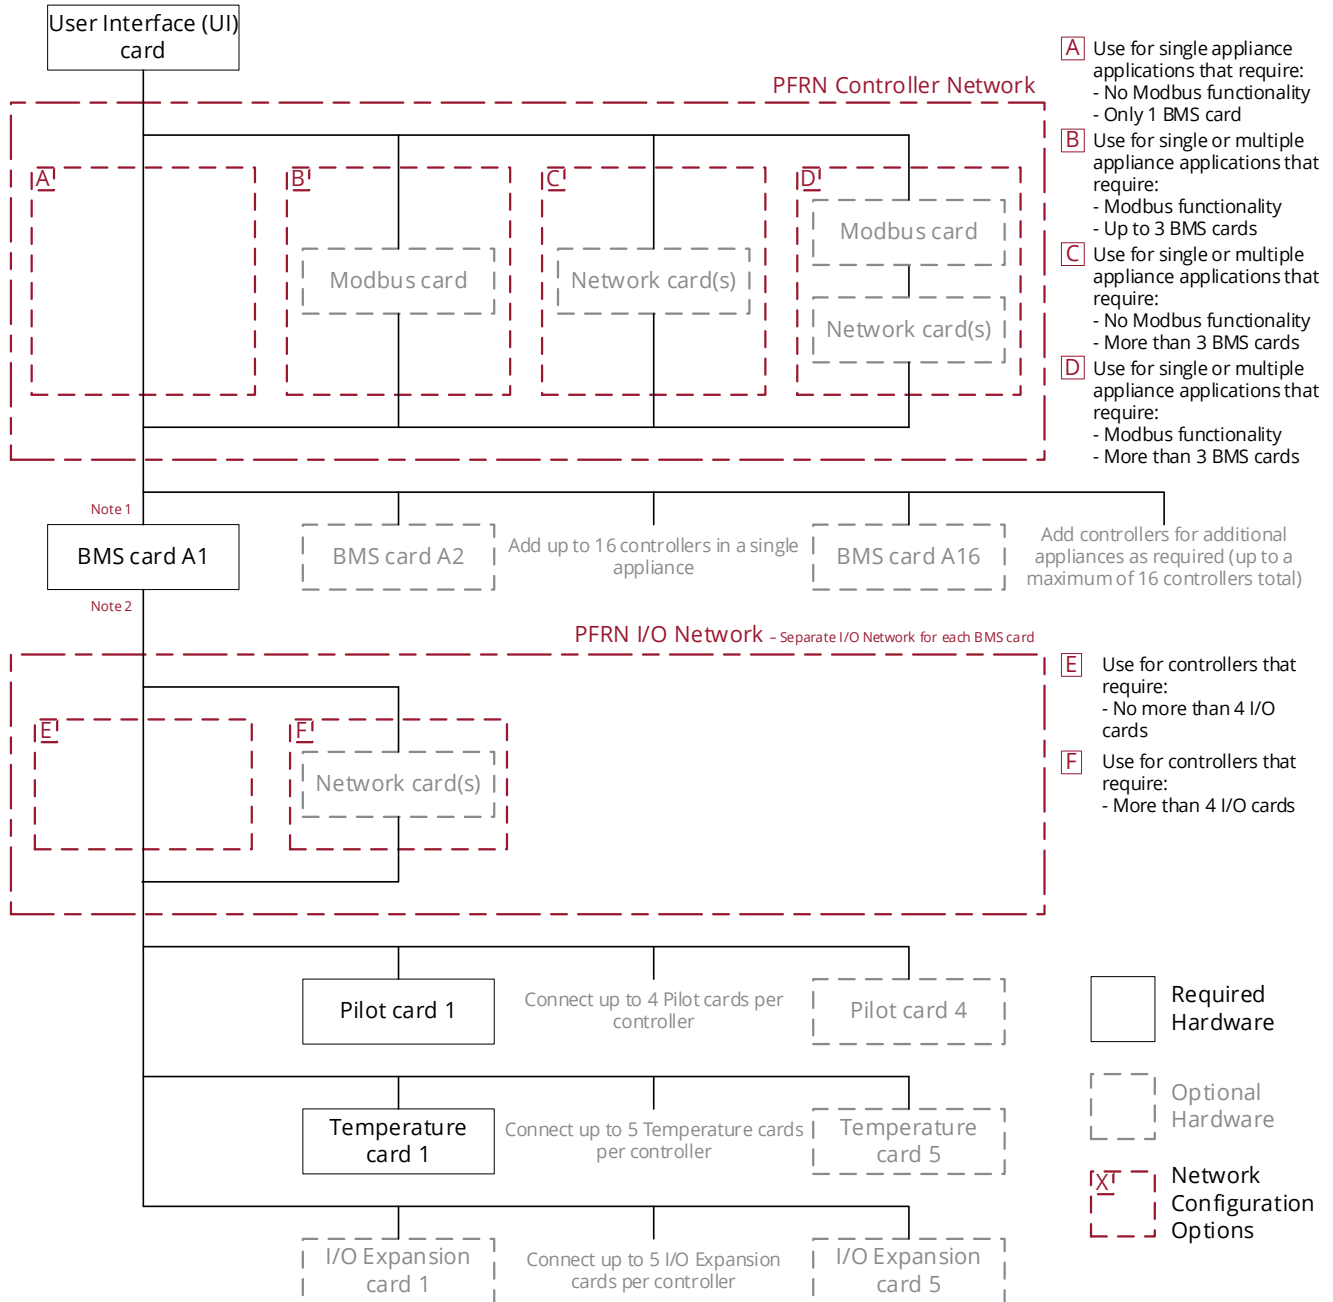 User Interface (UI)
card
PFRN Controller Network
A
B
C
D
Modbus card
Network card(s)
Modbus card
Network card(s)
A Use for single appliance
applications that require:
- No Modbus functionality
- Only 1 BMS card
B Use for single or multiple
appliance applications that
require:
- Modbus functionality
- Up to 3 BMS cards
C Use for single or multiple
appliance applications that
require:
- No Modbus functionality
- More than 3 BMS cards
D Use for single or multiple
appliance applications that
require:
- Modbus functionality
- More than 3 BMS cards
Note 1
BMS card A1
BMS card A2
Add up to 16 controllers in a single
appliance
BMS card A16
Add controllers for additional
appliances as required (up to a
maximum of 16 controllers total)
Note 2
PFRN I/O Network – Separate I/O Network for each BMS card
E
F
Network card(s)
E Use for controllers that
require:
- No more than 4 I/O
cards
F Use for controllers that
require:
- More than 4 I/O cards
Pilot card 1
Connect up to 4 Pilot cards per
controller
Pilot card 4
Temperature
card 1
Connect up to 5 Temperature cards
per controller
Temperature
card 5
I/O Expansion
card 1
Connect up to 5 I/O Expansion
cards per controller
I/O Expansion
card 5
Required
Hardware
Optional
Hardware
X
Network
Configuration
Options